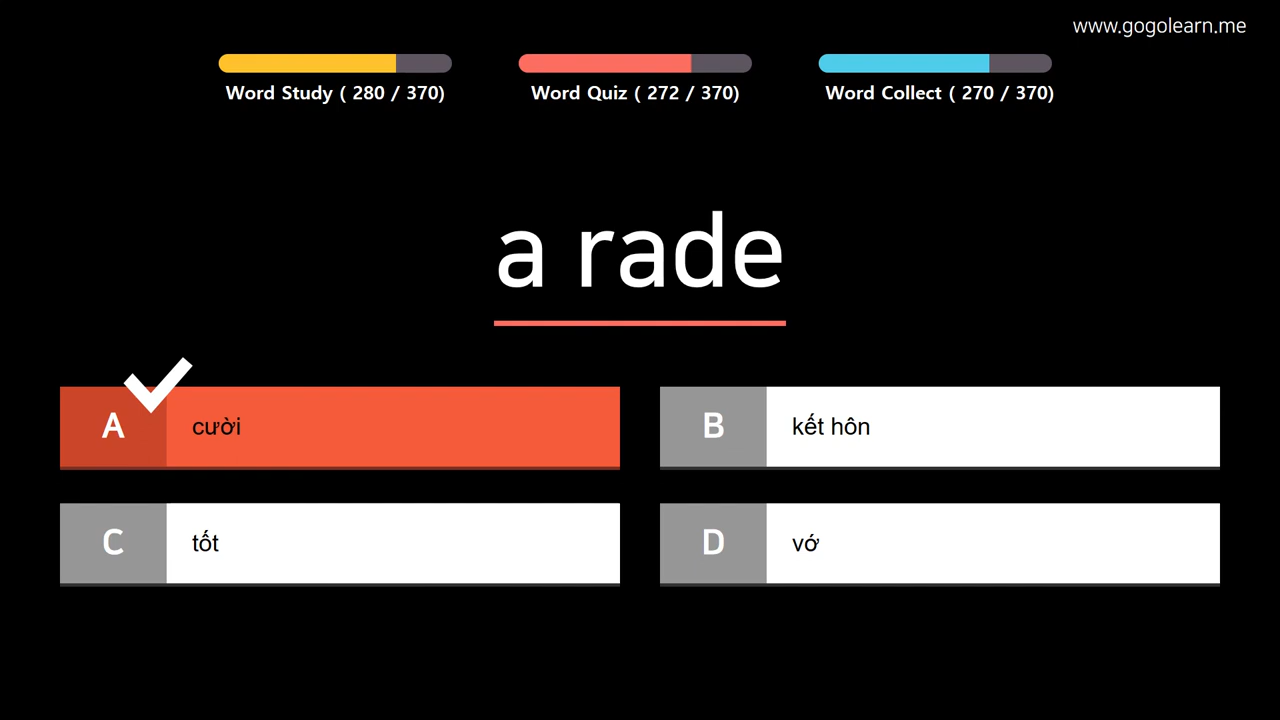 www.gogolearn.me
Word Study ( 280 / 370)
Word Quiz ( 272 / 370)
Word Collect ( 270 / 370)
a rade
A cười
B kết hôn
C tốt
D vớ